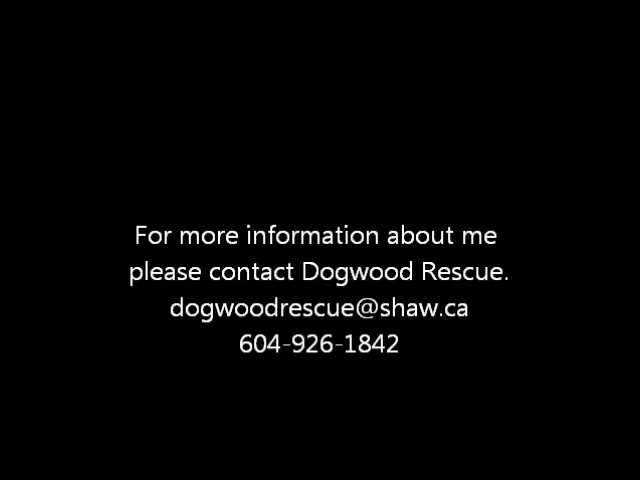 For more information about me
please contact Dogwood Rescue.
dogwoodrescue@shaw.ca
604-926-1842